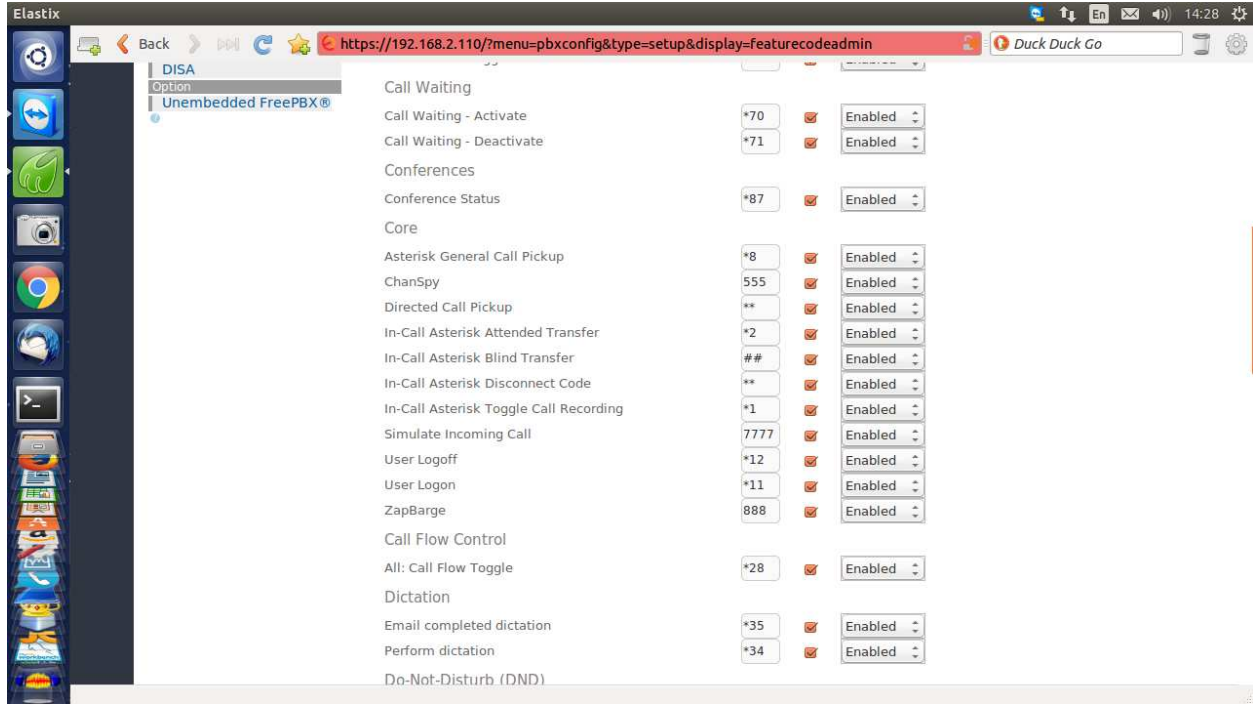 Elastix
En
14:28
Back
https://192.168.2.110/?menu=pbxconfig&type=setup&display=featurecodeadmin
Duck Duck Go
DISA
Option
Unembedded FreePBX®
Call Waiting
Call Waiting - Activate *70 Enabled
Call Waiting - Deactivate *71 Enabled
Conferences
Conference Status *87 Enabled
Core
Asterisk General Call Pickup *8 Enabled
ChanSpy 555 Enabled
Directed Call Pickup ** Enabled
In-Call Asterisk Attended Transfer *2 Enabled
In-Call Asterisk Blind Transfer ## Enabled
In-Call Asterisk Disconnect Code ** Enabled
In-Call Asterisk Toggle Call Recording *1 Enabled
Simulate Incoming Call 7777 Enabled
User Logoff *12 Enabled
User Logon *11 Enabled
ZapBarge 888 Enabled
Call Flow Control
All: Call Flow Toggle *28 Enabled
Dictation
Email completed dictation *35 Enabled
Perform dictation *34 Enabled
Do-Not-Disturb (DND)